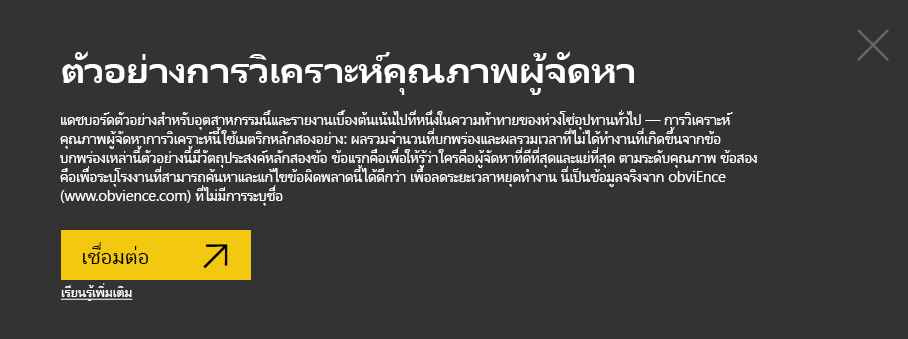 ตัวอย่างการวิเคราะห์คุณภาพผู้จัดหา
แดชบอร์ดตัวอย่างสำหรับอุตสาหกรรมนี้และรายงานเบื้องต้นเน้นไปที่หนึ่งในความท้าทายของห่วงโซ่อุปทานทั่วไป — การวิเคราะห์
คุณภาพผู้จัดหาการวิเคราะห์นี้ใช้เมตริกหลักสองอย่าง: ผลรวมจำนวนที่บกพร่องและผลรวมเวลาที่ไม่ได้ทำงานที่เกิดขึ้นจากข้อ
บกพร่องเหล่านี้ตัวอย่างนี้มีวัตถุประสงค์หลักสองข้อ ข้อแรกคือเพื่อให้รู้ว่าใครคือผู้จัดหาที่ดีที่สุดและแย่ที่สุด ตามระดับคุณภาพ ข้อสอง
คือเพื่อระบุโรงงานที่สามารถค้นหาและแก้ไขข้อผิดพลาดนี้ได้ดีกว่า เพื่อลดระยะเวลาหยุดทำงาน นี่เป็นข้อมูลจริงจาก obviEnce
(www.obvience.com) ที่ไม่มีการระบุชื่อ
เชื่อมต่อ
เรียนรู้เพิ่มเติม